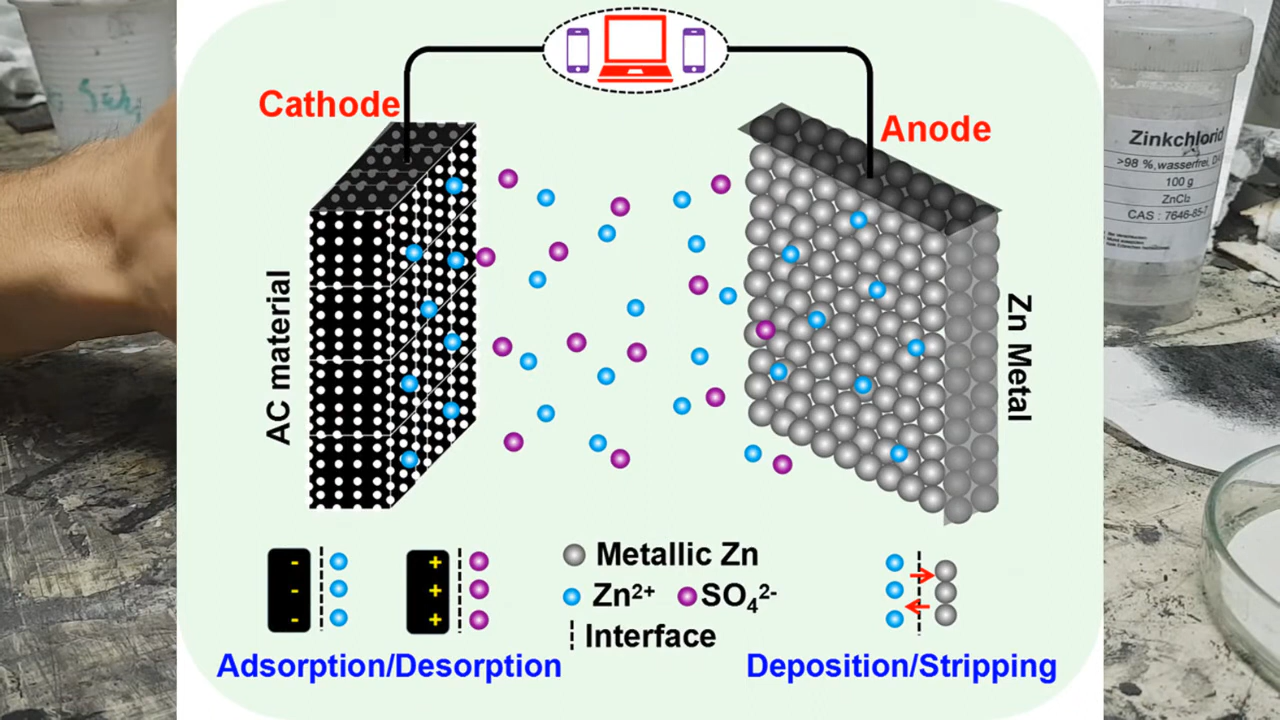 Cathode
Anode
AC material
Zn Metal
- 
-
-
+
+
+
Metallic Zn
Zn²⁺
SO₄²⁻
Interface
Adsorption/Desorption
Deposition/Stripping
Zinkchlorid
>98 %, wasserfrei,
100 g
ZnCl₂
CAS : 7646-85-7